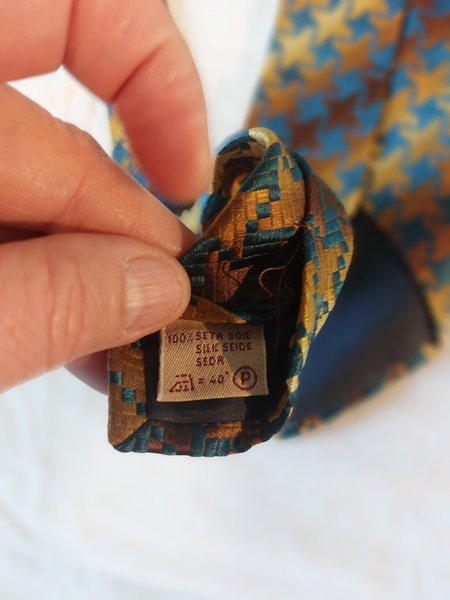 100% SETA SOIE
SILK SEIDE
SEDA
= 40° P